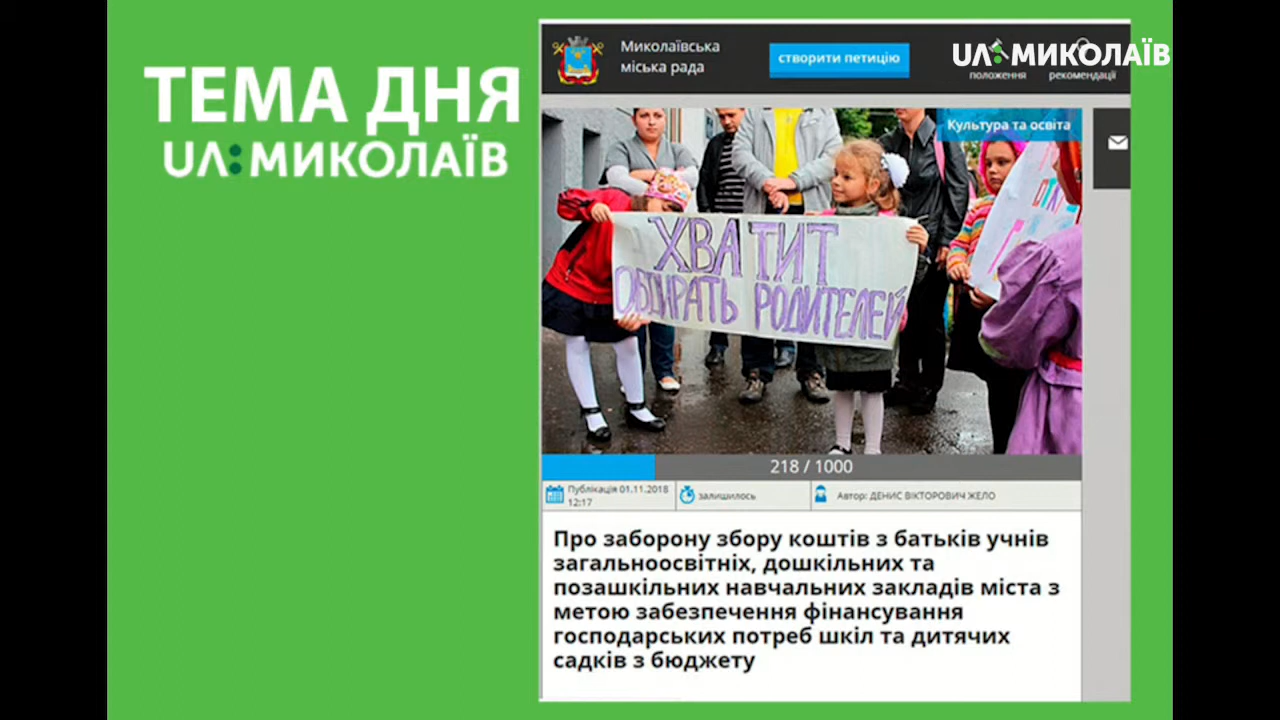 ТЕМА ДНЯ
UA:МИКОЛАЇВ
Миколаївська
міська рада
створити петицію
UA:МИКОЛАЇВ
положення
рекомендації
Культура та освіта
ХВАТИТ
ОБДИРАТЬ РОДИТЕЛЕЙ
218 / 1000
Публікація 01.11.2018
12:17
залишилось
Автор: ДЕНИС ВІКТОРОВИЧ ЖЕЛО
Про заборону збору коштів з батьків учнів
загальноосвітніх, дошкільних та
позашкільних навчальних закладів міста з
метою забезпечення фінансування
господарських потреб шкіл та дитячих
садків з бюджету